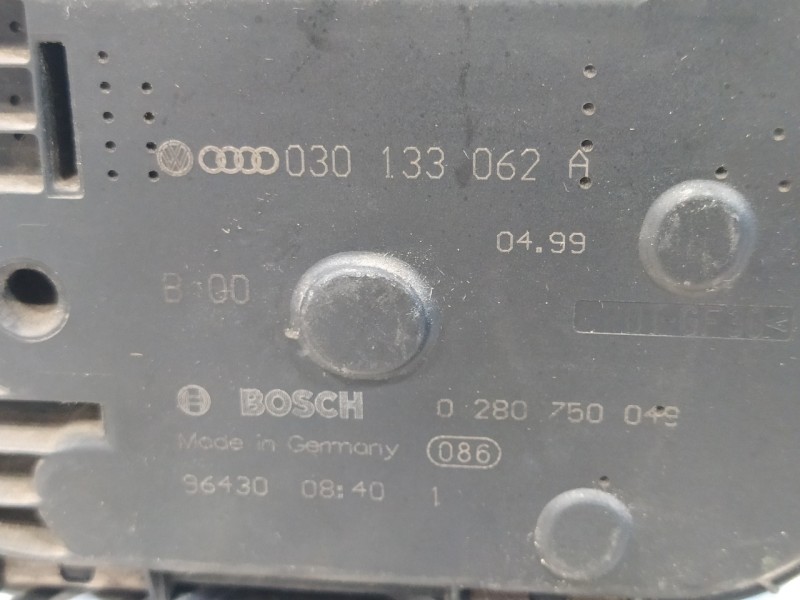 030 133 062 A
04.99
B 00
BOSCH 0 280 750 049
Made in Germany 086
96430 08:40 1